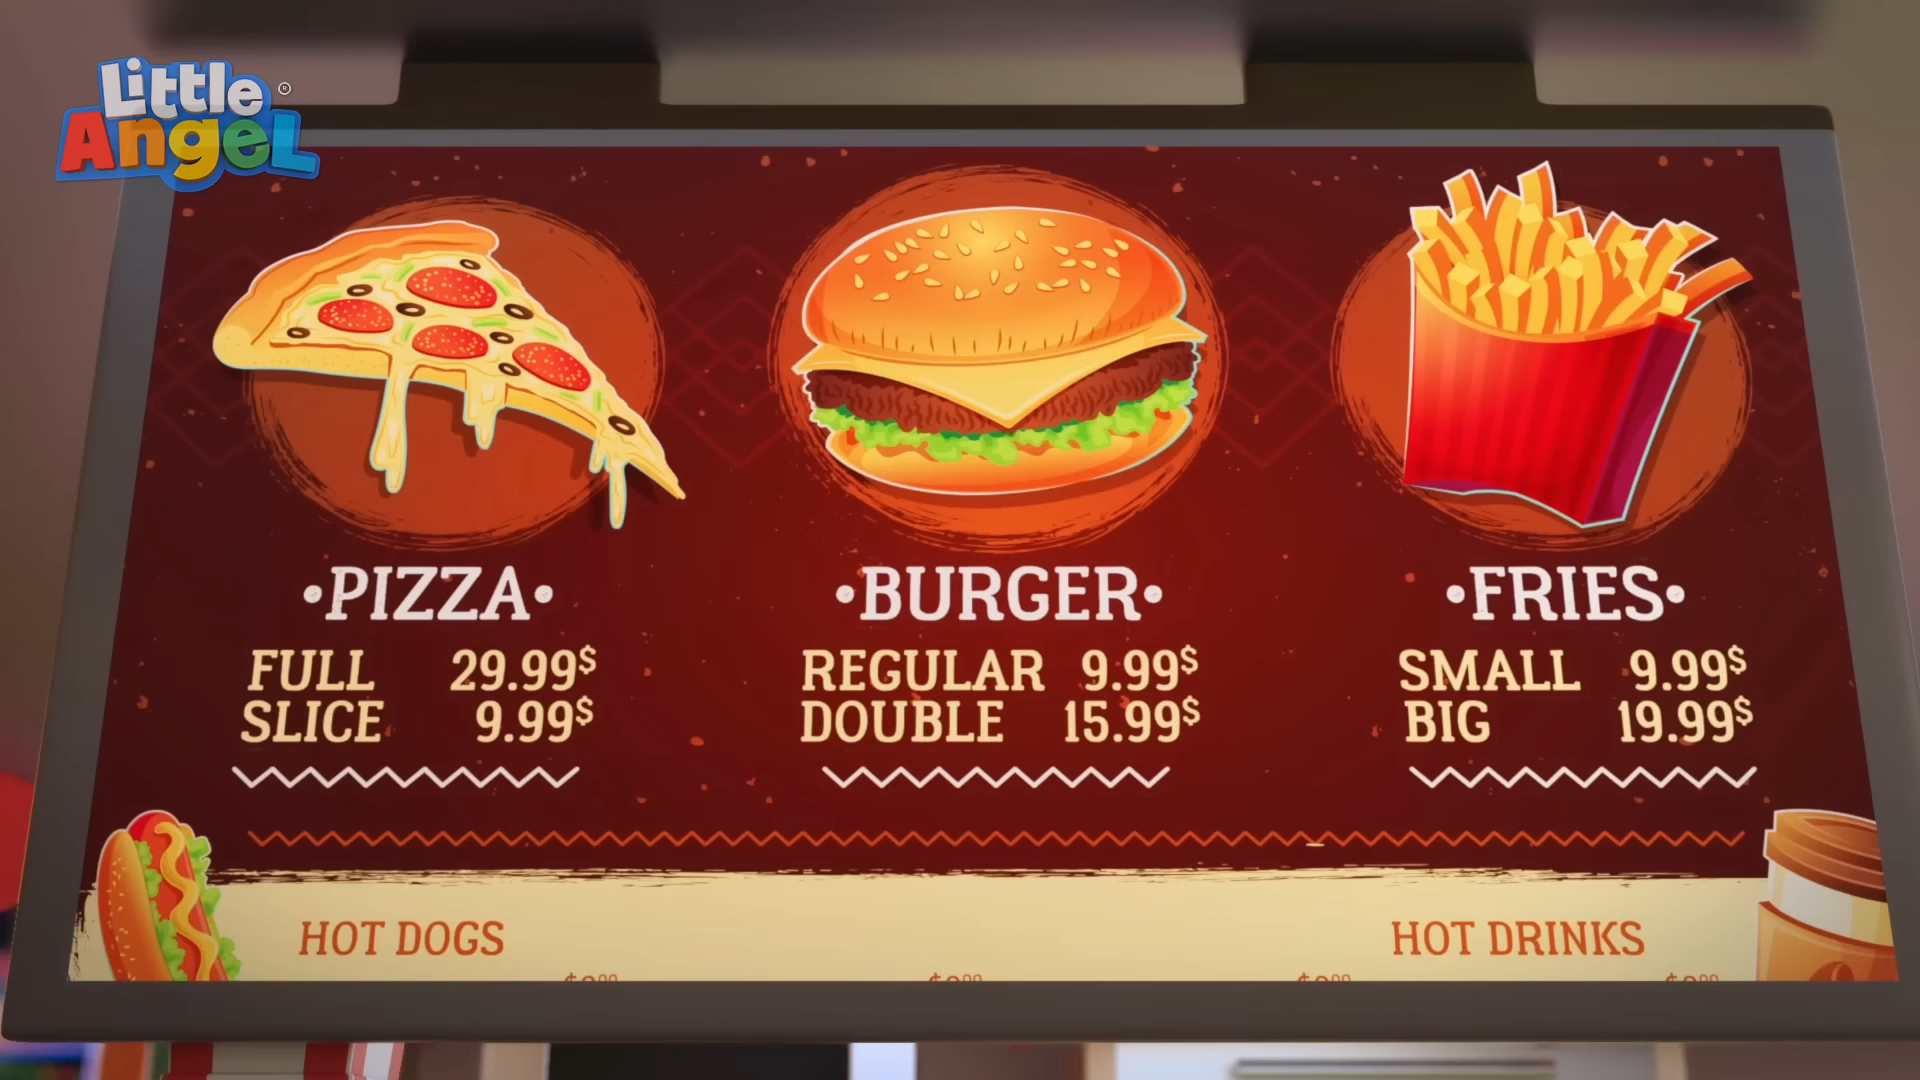 Little
Angel
®
•PIZZA•
FULL 29.99$
SLICE 9.99$
•BURGER•
REGULAR 9.99$
DOUBLE 15.99$
•FRIES•
SMALL 9.99$
BIG 19.99$
HOT DOGS
HOT DRINKS